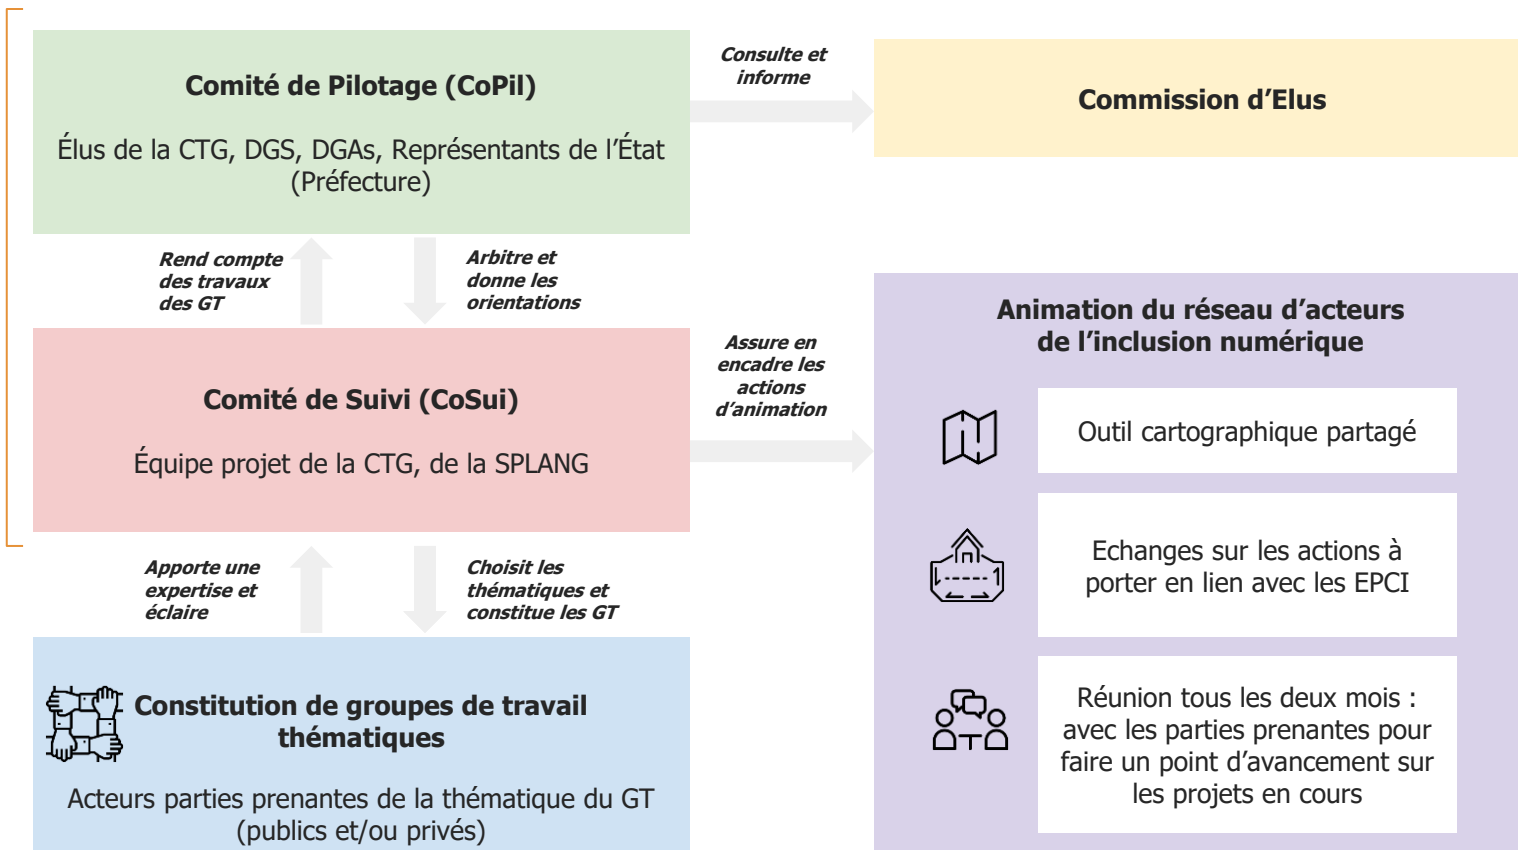 Comité de Pilotage (CoPil)
Élus de la CTG, DGS, DGAs, Représentants de l’État
(Préfecture)
Consulte et
informe
Commission d’Elus
Rend compte
des travaux
des GT
Arbitre et
donne les
orientations
Comité de Suivi (CoSui)
Équipe projet de la CTG, de la SPLANG
Assure en
encadre les
actions
d’animation
Animation du réseau d’acteurs
de l’inclusion numérique
Outil cartographique partagé
Echanges sur les actions à
porter en lien avec les EPCI
Réunion tous les deux mois :
avec les parties prenantes pour
faire un point d’avancement sur
les projets en cours
Apporte une
expertise et
éclaire
Choisit les
thématiques et
constitue les GT
Constitution de groupes de travail
thématiques
Acteurs parties prenantes de la thématique du GT
(publics et/ou privés)